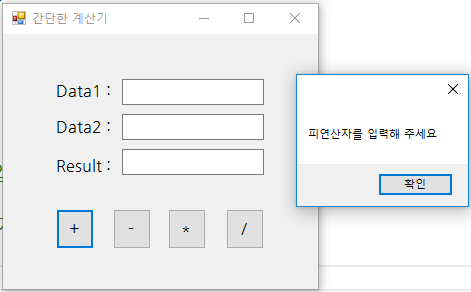 간단한 계산기
Data1 :
Data2 :
피연산자를 입력해 주세요
Result :
확인
+ - * /